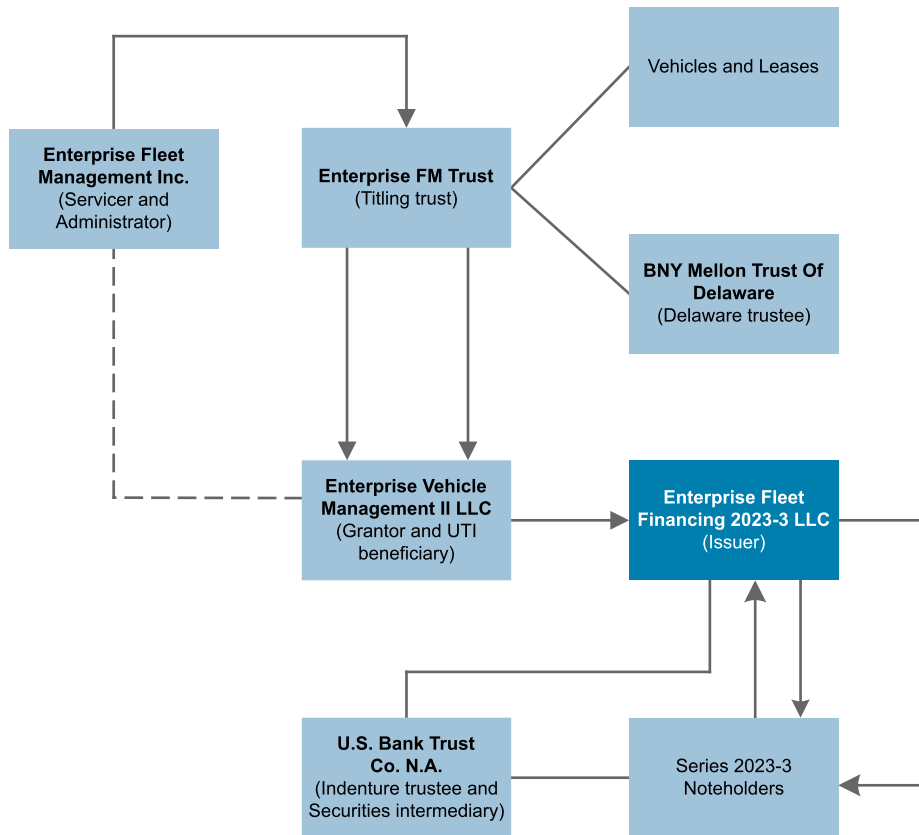 Vehicles and Leases
Enterprise Fleet
Management Inc.
(Servicer and
Administrator)
Enterprise FM Trust
(Titling trust)
BNY Mellon Trust Of
Delaware
(Delaware trustee)
Enterprise Vehicle
Management II LLC
(Grantor and UTI
beneficiary)
Enterprise Fleet
Financing 2023-3 LLC
(Issuer)
U.S. Bank Trust
Co. N.A.
(Indenture trustee and
Securities intermediary)
Series 2023-3
Noteholders